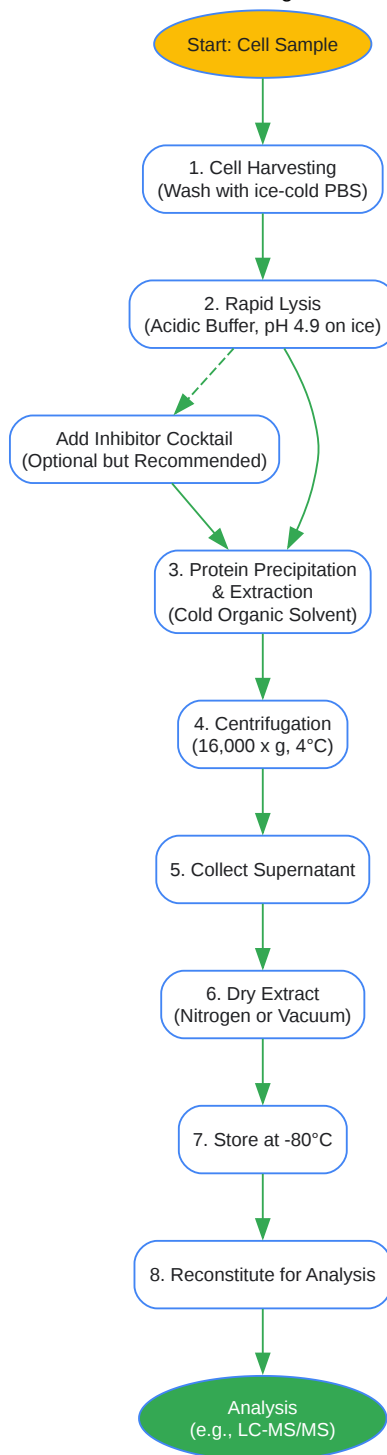 Start: Cell Sample
1. Cell Harvesting
(Wash with ice-cold PBS)
2. Rapid Lysis
(Acidic Buffer, pH 4.9 on ice)
Add Inhibitor Cocktail
(Optional but Recommended)
3. Protein Precipitation
& Extraction
(Cold Organic Solvent)
4. Centrifugation
(16,000 x g, 4°C)
5. Collect Supernatant
6. Dry Extract
(Nitrogen or Vacuum)
7. Store at -80°C
8. Reconstitute for Analysis
Analysis
(e.g., LC-MS/MS)